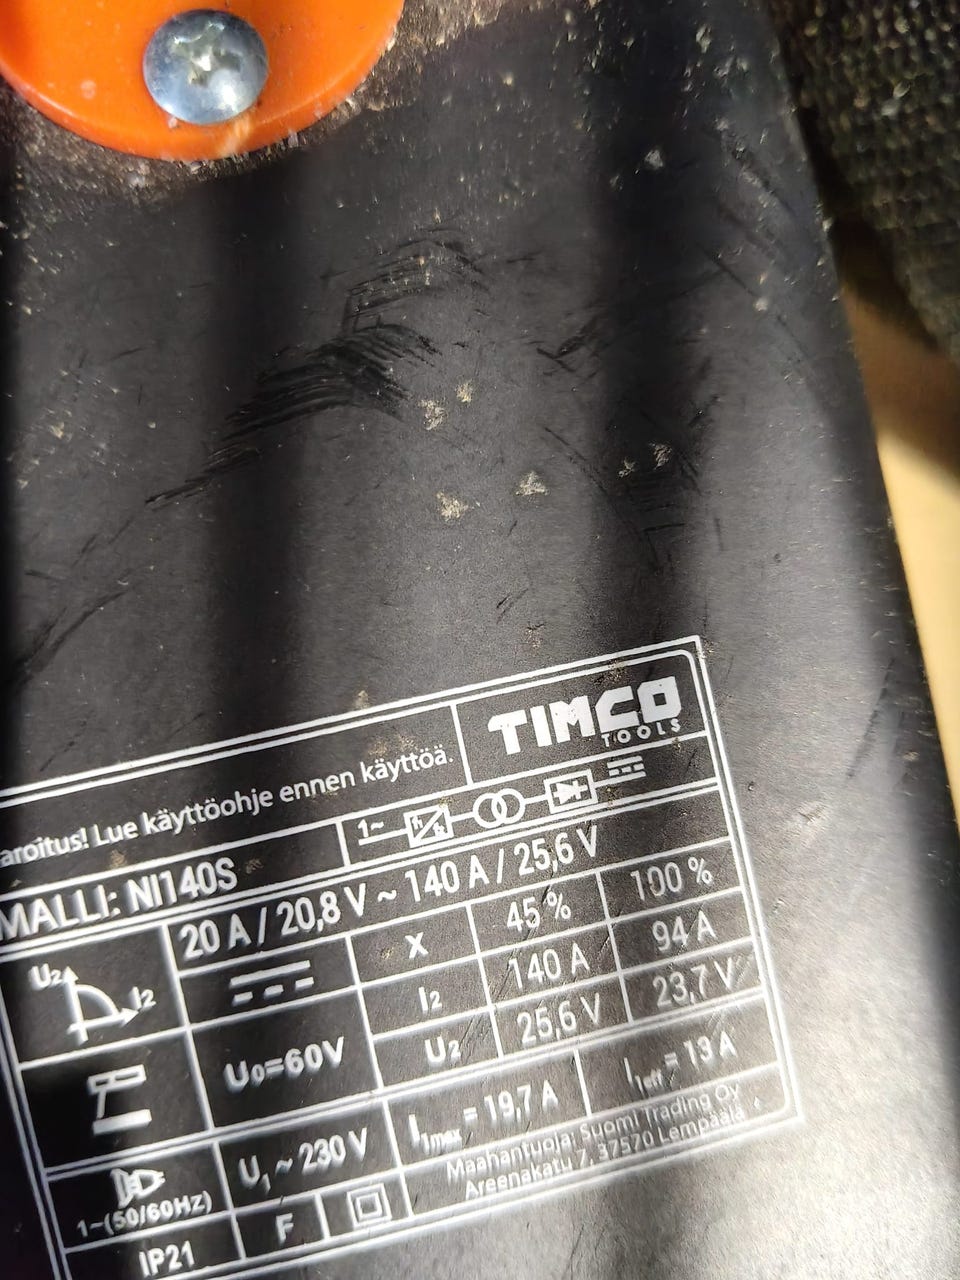 TIMCO
TOOLS
aroitus! Lue käyttöohje ennen käyttöä.
1~
MALLI: NI140S
20 A / 20,8 V ~ 140 A / 25,6 V
U2
I2
X 45 % 100 %
I2 140 A 94 A
U2 25,6 V 23,7 V
U0=60V
U1 ~ 230 V
I1max = 19,7 A
I1eff = 13 A
1~(50/60HZ)
Maahantuoja: Suomi Trading Oy
Areenakatu 7, 37570 Lempäälä
IP21
F